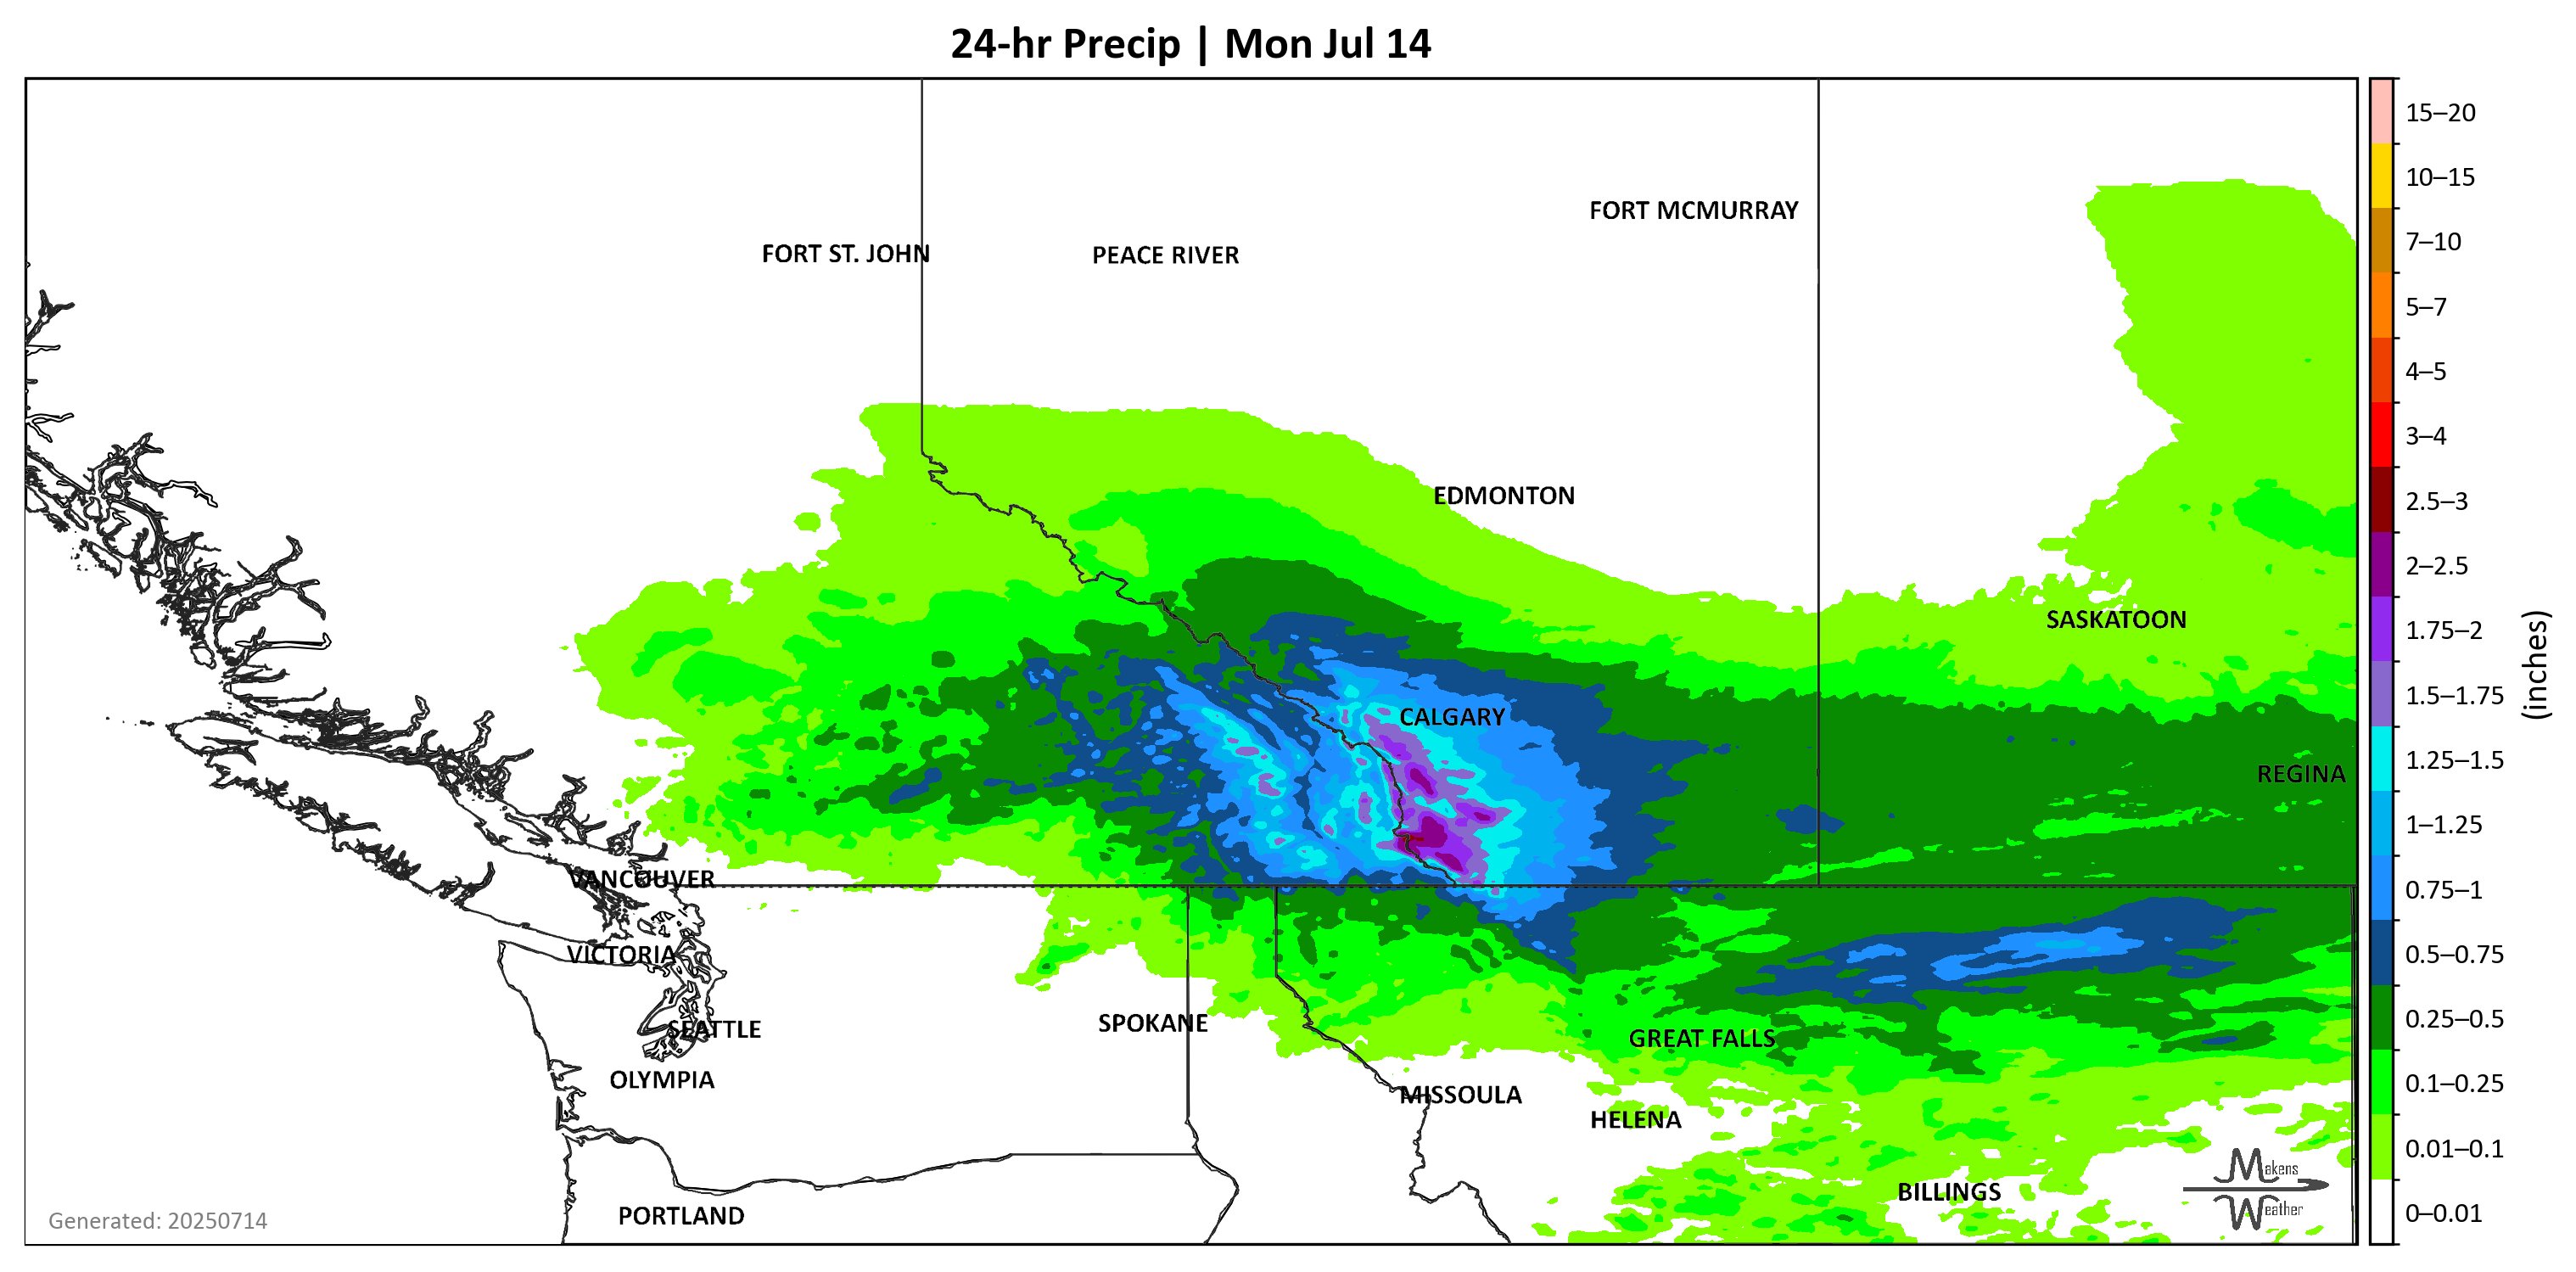 24-hr Precip | Mon Jul 14
FORT MCMURRAY
FORT ST. JOHN
PEACE RIVER
EDMONTON
SASKATOON
CALGARY
REGINA
VANCOUVER
VICTORIA
SPOKANE
SEATTLE
GREAT FALLS
OLYMPIA
MISSOULA
HELENA
BILLINGS
PORTLAND
Makens
Weather
Generated: 20250714
15–20
10–15
7–10
5–7
4–5
3–4
2.5–3
2–2.5
1.75–2
1.5–1.75
1.25–1.5
1–1.25
0.75–1
0.5–0.75
0.25–0.5
0.1–0.25
0.01–0.1
0–0.01
(inches)